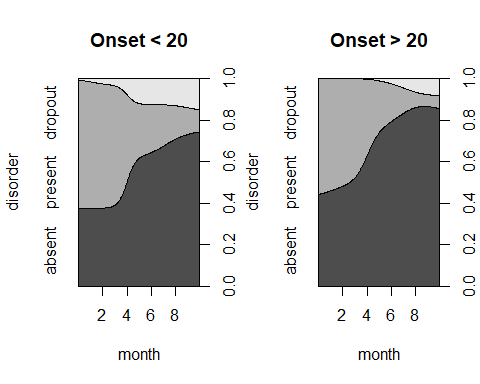 Onset < 20
disorder
absent present dropout
0.0 0.2 0.4 0.6 0.8 1.0
2 4 6 8
month
Onset > 20
disorder
absent present dropout
0.0 0.2 0.4 0.6 0.8 1.0
2 4 6 8
month